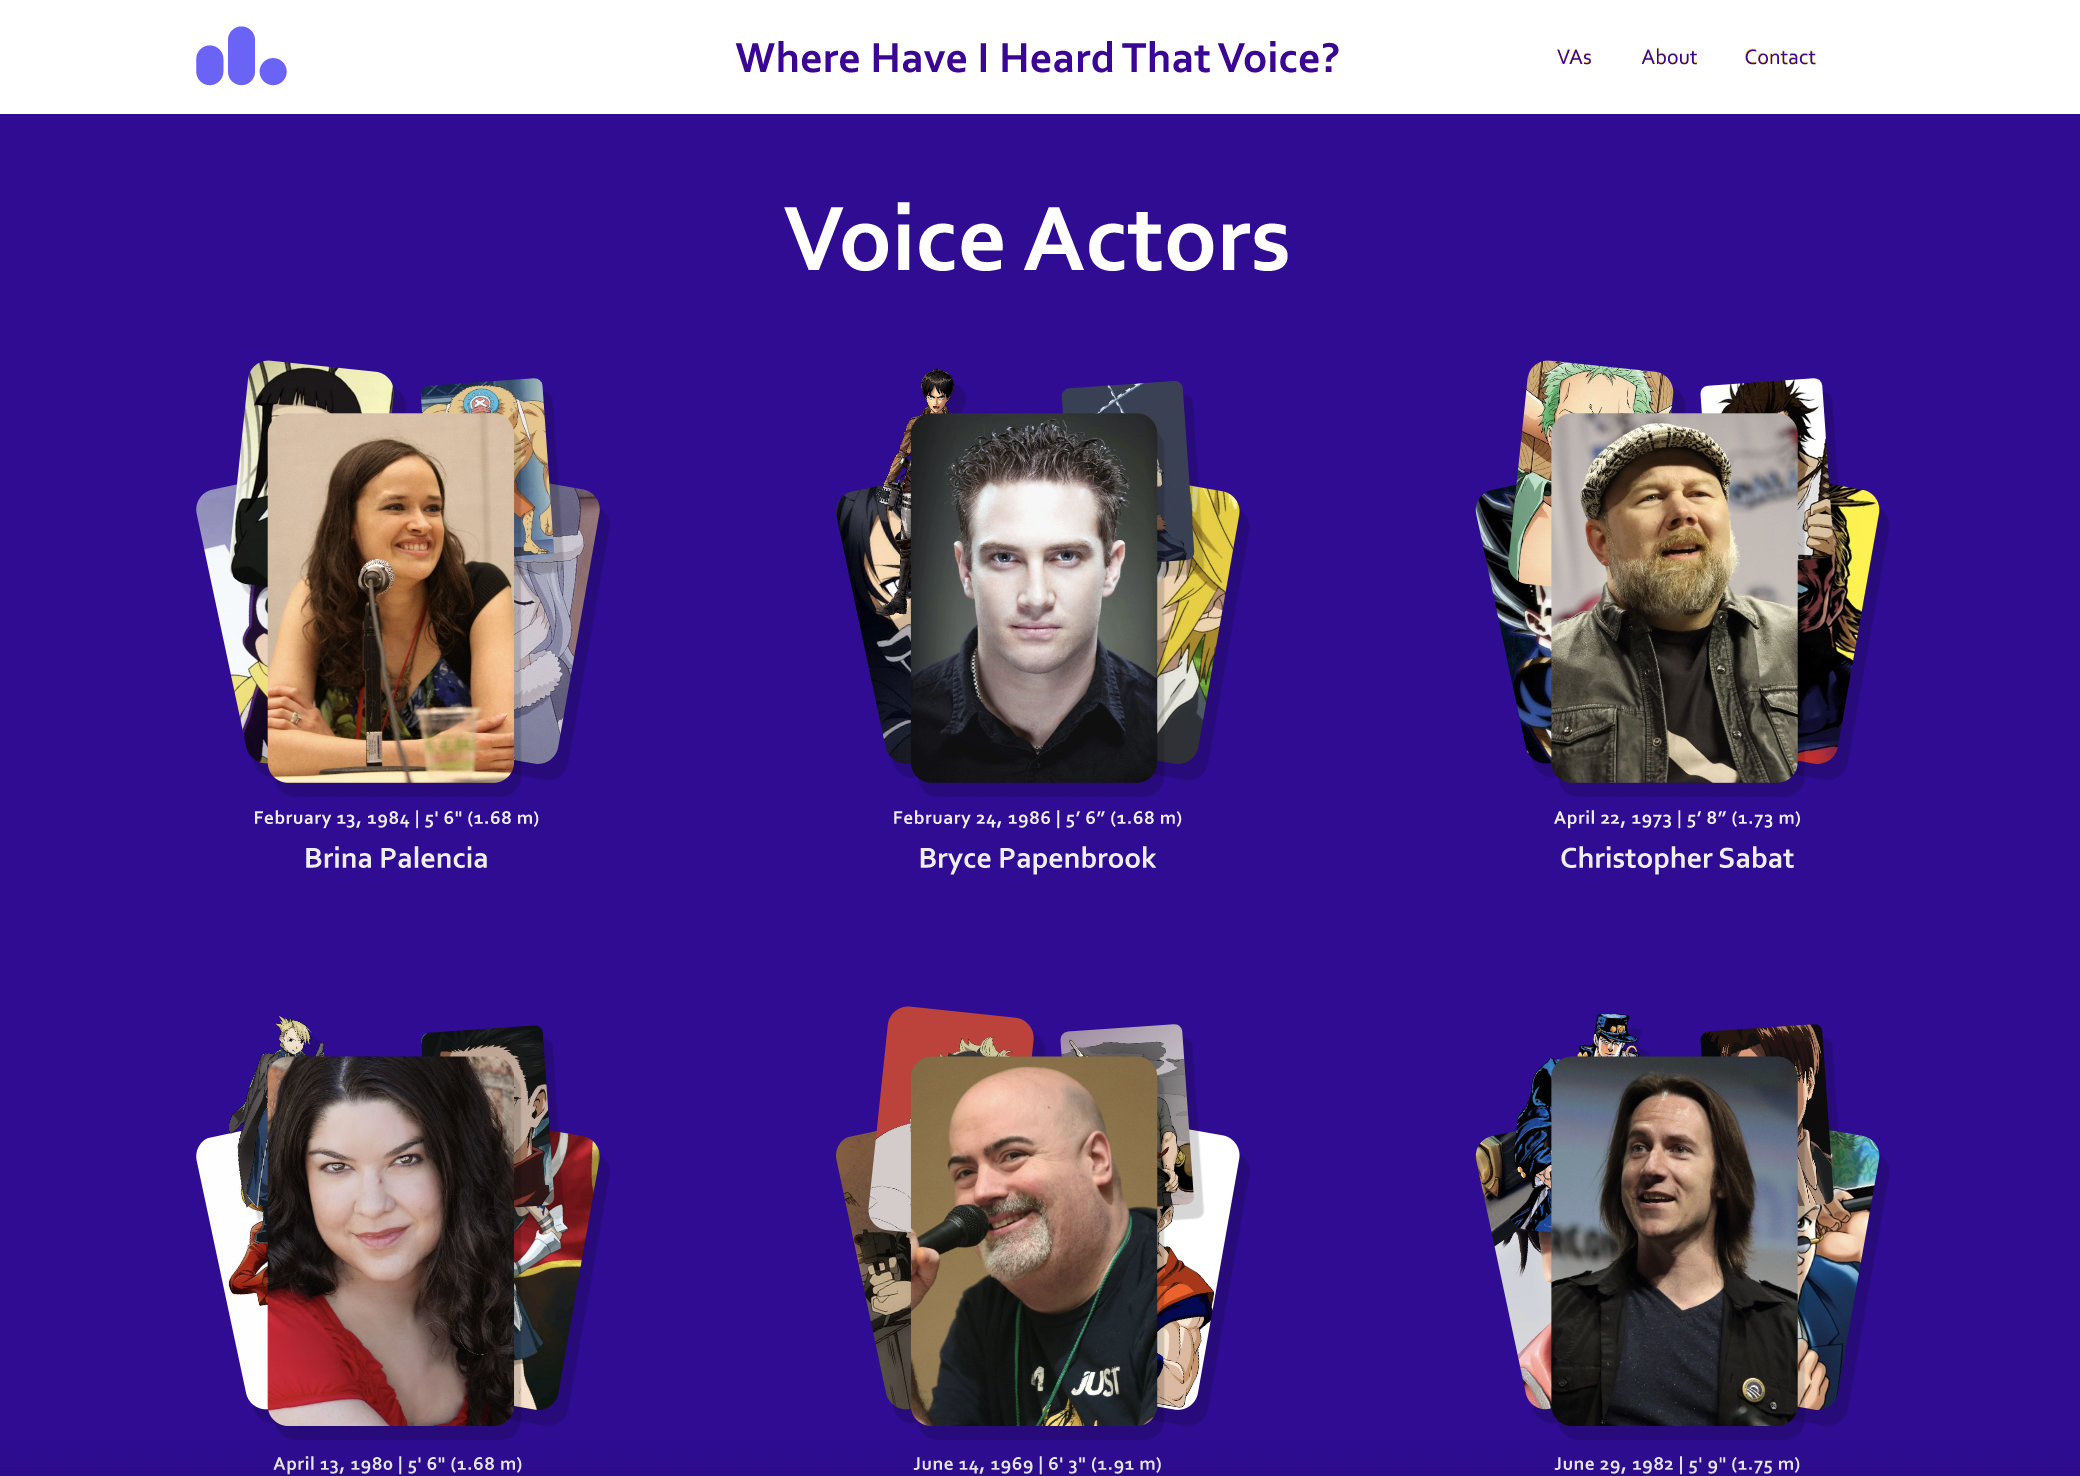 Where Have I Heard That Voice?
VAs
About
Contact
Voice Actors
February 13, 1984 | 5' 6" (1.68 m)
Brina Palencia
February 24, 1986 | 5’ 6” (1.68 m)
Bryce Papenbrook
April 22, 1973 | 5’ 8” (1.73 m)
Christopher Sabat
JUST
April 13, 1980 | 5' 6" (1.68 m)
June 14, 1969 | 6' 3" (1.91 m)
June 29, 1982 | 5' 9" (1.75 m)